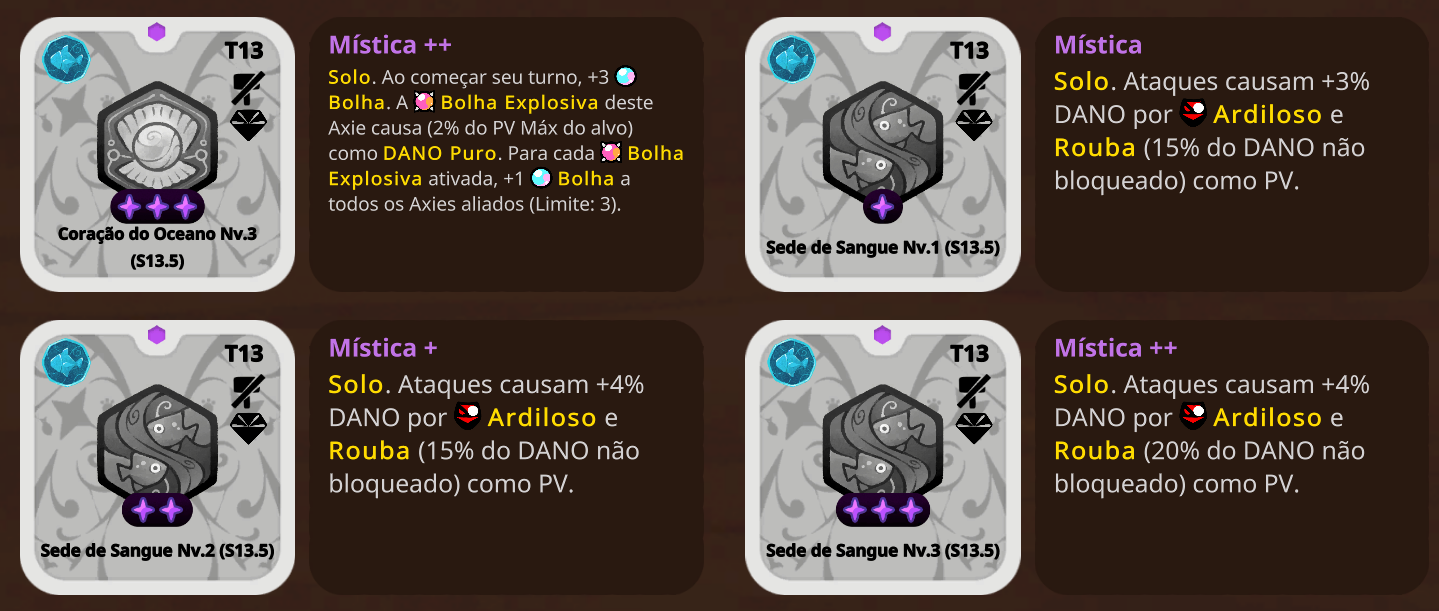 T13
Coração do Oceano Nv.3
(S13.5)
Mística ++
Solo. Ao começar seu turno, +3
Bolha. A Bolha Explosiva deste
Axie causa (2% do PV Máx do alvo)
como DANO Puro. Para cada Bolha
Explosiva ativada, +1 Bolha a
todos os Axies aliados (Limite: 3).
T13
Sede de Sangue Nv.1 (S13.5)
Mística
Solo. Ataques causam +3%
DANO por Ardiloso e
Rouba (15% do DANO não
bloqueado) como PV.
T13
Sede de Sangue Nv.2 (S13.5)
Mística +
Solo. Ataques causam +4%
DANO por Ardiloso e
Rouba (15% do DANO não
bloqueado) como PV.
T13
Sede de Sangue Nv.3 (S13.5)
Mística ++
Solo. Ataques causam +4%
DANO por Ardiloso e
Rouba (20% do DANO não
bloqueado) como PV.